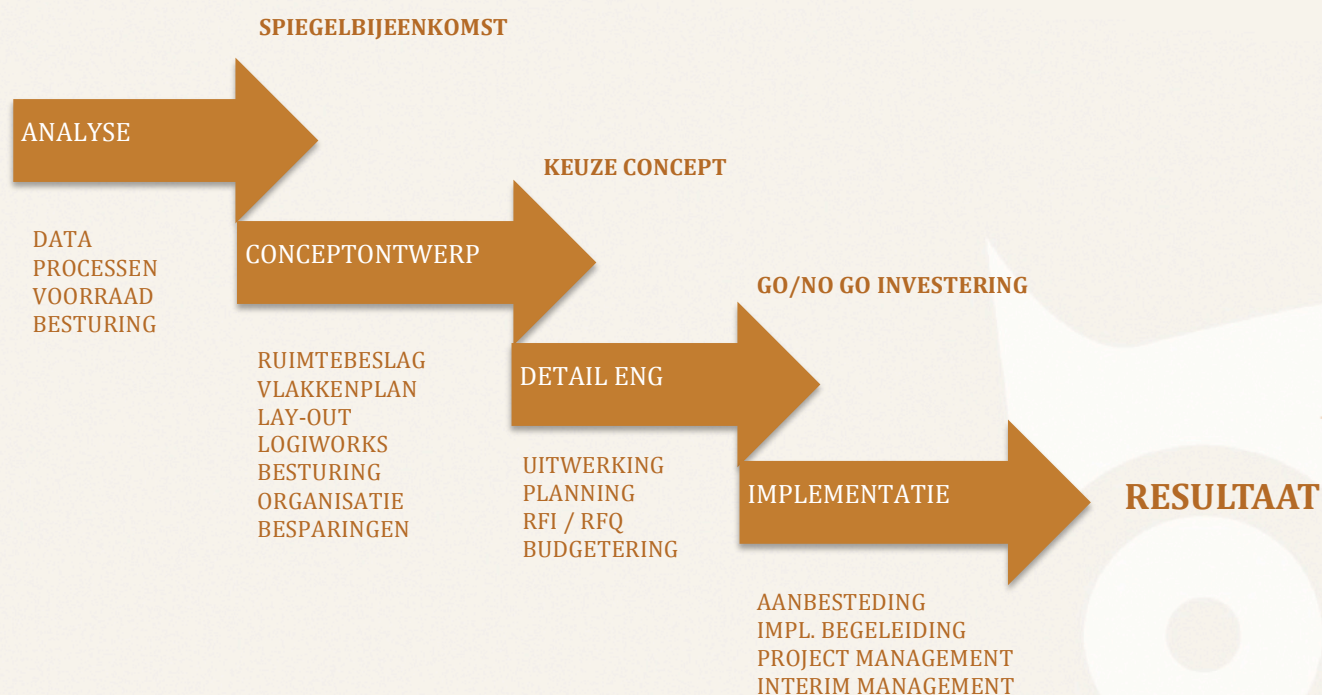 SPIEGELBIJEENKOMST
ANALYSE
DATA
PROCESSEN
VOORRAAD
BESTURING
KEUZE CONCEPT
CONCEPTONTWERP
RUIMTEBESLAG
VLAKKENPLAN
LAY-OUT
LOGIWORKS
BESTURING
ORGANISATIE
BESPARINGEN
GO/NO GO INVESTERING
DETAIL ENG
UITWERKING
PLANNING
RFI / RFQ
BUDGETERING
IMPLEMENTATIE
RESULTAAT
AANBESTEDING
IMPL. BEGELEIDING
PROJECT MANAGEMENT
INTERIM MANAGEMENT